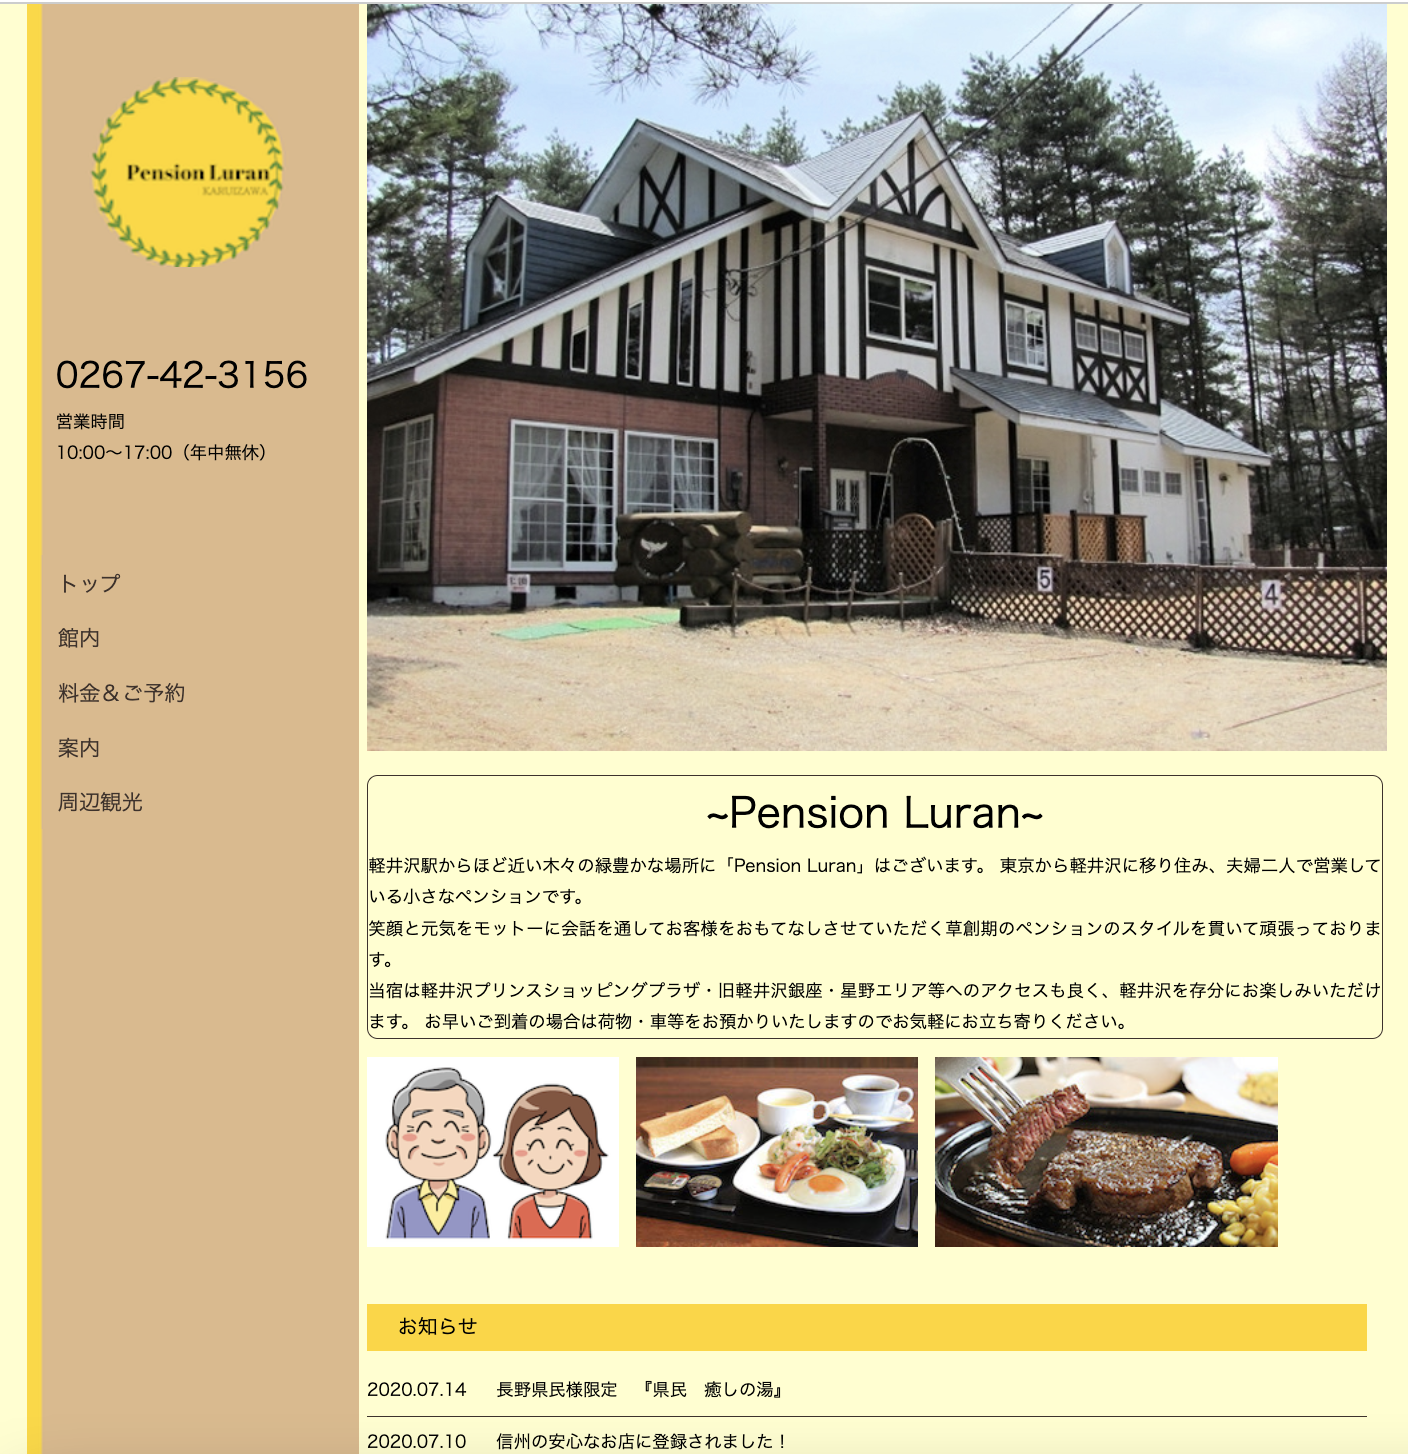 Pension Luran
KARUIZAWA
0267-42-3156
営業時間
10:00〜17:00（年中無休）
トップ
館内
料金＆ご予約
案内
周辺観光
5
4
~Pension Luran~
軽井沢駅からほど近い木々の緑豊かな場所に「Pension Luran」はございます。 東京から軽井沢に移り住み、夫婦二人で営業して
いる小さなペンションです。
笑顔と元気をモットーに会話を通してお客様をおもてなしさせていただく草創期のペンションのスタイルを貫いて頑張っておりま
す。
当宿は軽井沢プリンスショッピングプラザ・旧軽井沢銀座・星野エリア等へのアクセスも良く、軽井沢を存分にお楽しみいただけ
ます。 お早いご到着の場合は荷物・車等をお預かりいたしますのでお気軽にお立ち寄りください。
お知らせ
2020.07.14 長野県民様限定　『県民　癒しの湯』
2020.07.10 信州の安心なお店に登録されました！